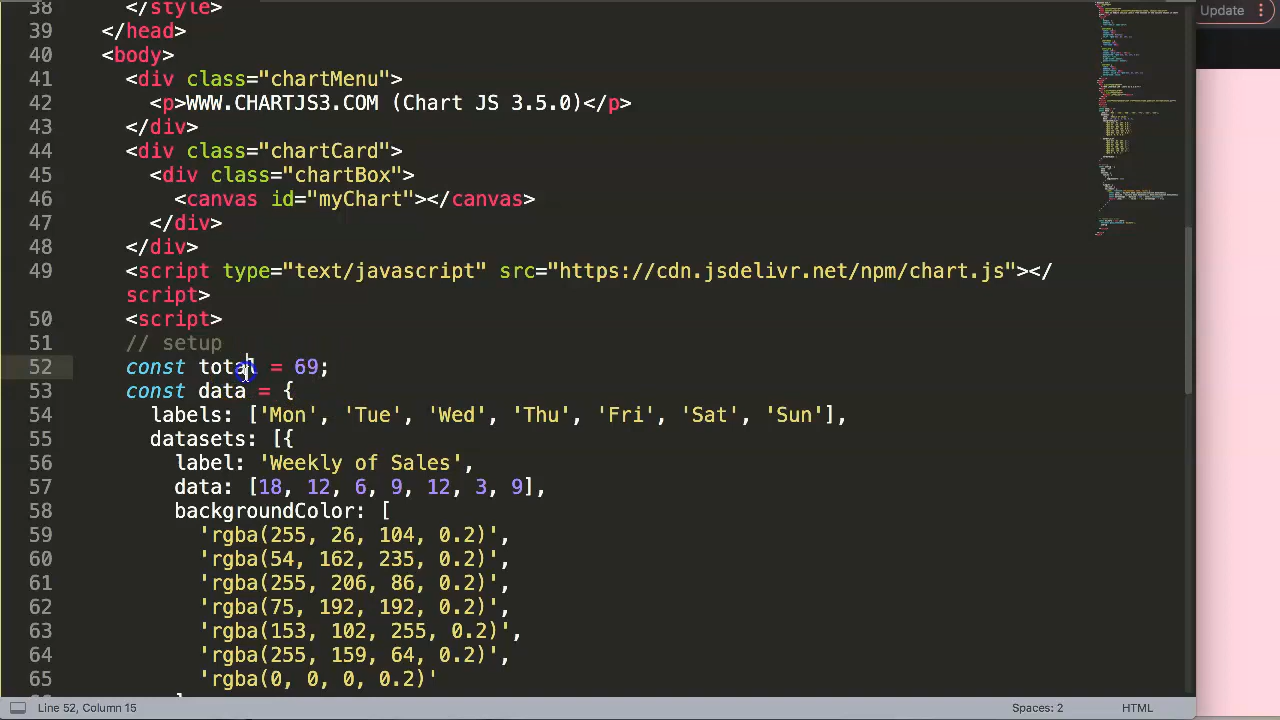 38 </style>
Update
39 </head>
40 <body>
41 <div class="chartMenu">
42 <p>WWW.CHARTJS3.COM (Chart JS 3.5.0)</p>
43 </div>
44 <div class="chartCard">
45 <div class="chartBox">
46 <canvas id="myChart"></canvas>
47 </div>
48 </div>
49 <script type="text/javascript" src="https://cdn.jsdelivr.net/npm/chart.js"></
script>
50 <script>
51 // setup
52 const total = 69;
53 const data = {
54 labels: ['Mon', 'Tue', 'Wed', 'Thu', 'Fri', 'Sat', 'Sun'],
55 datasets: [{
56 label: 'Weekly of Sales',
57 data: [18, 12, 6, 9, 12, 3, 9],
58 backgroundColor: [
59 'rgba(255, 26, 104, 0.2)',
60 'rgba(54, 162, 235, 0.2)',
61 'rgba(255, 206, 86, 0.2)',
62 'rgba(75, 192, 192, 0.2)',
63 'rgba(153, 102, 255, 0.2)',
64 'rgba(255, 159, 64, 0.2)',
65 'rgba(0, 0, 0, 0.2)'
Line 52, Column 15
Spaces: 2
HTML